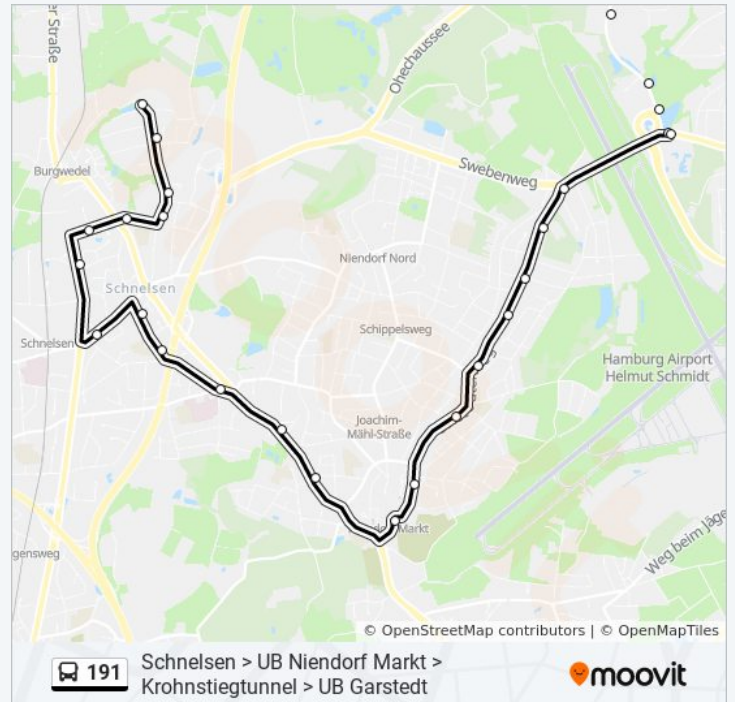 er Straße
Ohechaussee
Burgwedel
Swebenweg
Niendorf Nord
Schnelsen
Schippelsweg
Schnelsen
Hamburg Airport
Helmut Schmidt
Joachim-
Mähl-Straße
Markt
gensweg
Weg beim Jäge
© OpenStreetMap contributors | © OpenMapTiles
191
Schnelsen > UB Niendorf Markt >
Krohnstiegtunnel > UB Garstedt
moovit